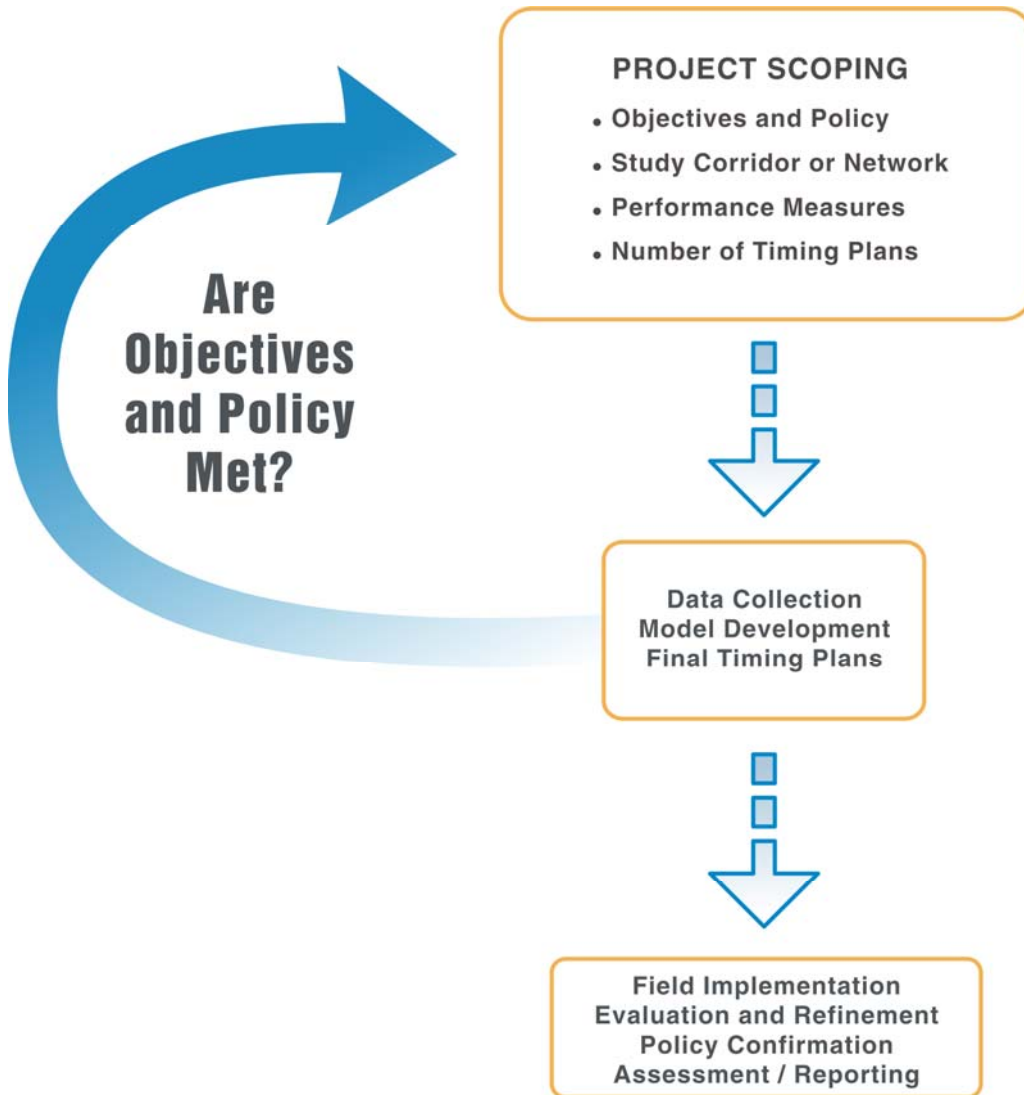 PROJECT SCOPING
• Objectives and Policy
• Study Corridor or Network
• Performance Measures
• Number of Timing Plans
Are
Objectives
and Policy
Met?
Data Collection
Model Development
Final Timing Plans
Field Implementation
Evaluation and Refinement
Policy Confirmation
Assessment / Reporting